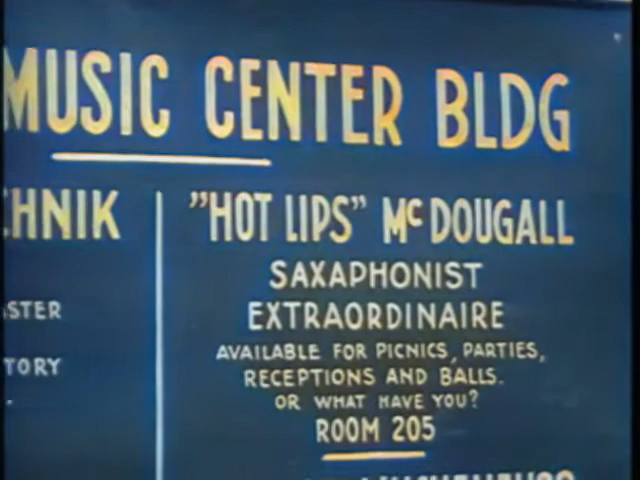 MUSIC CENTER BLDG
CHNIK
ASTER
TORY
"HOT LIPS" McDOUGALL
SAXAPHONIST
EXTRAORDINAIRE
AVAILABLE FOR PICNICS, PARTIES,
RECEPTIONS AND BALLS.
OR WHAT HAVE YOU?
ROOM 205